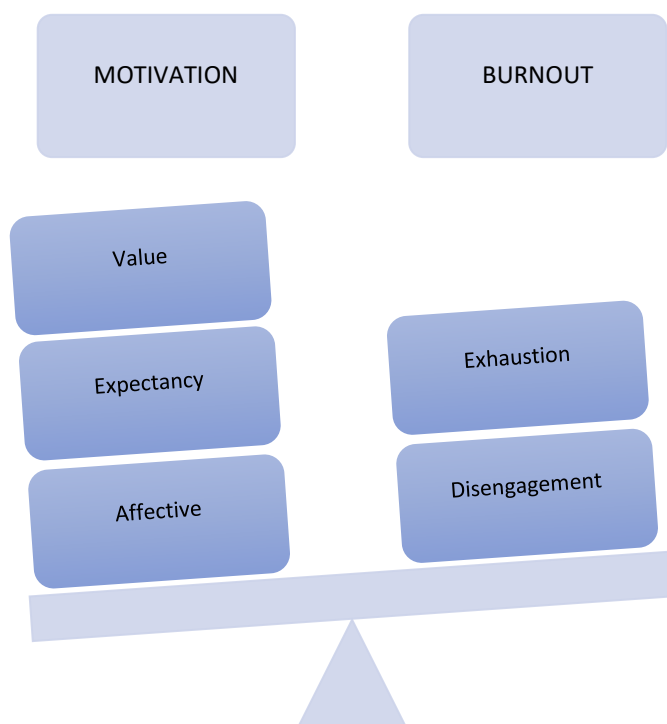 MOTIVATION
BURNOUT
Value
Expectancy
Affective
Exhaustion
Disengagement